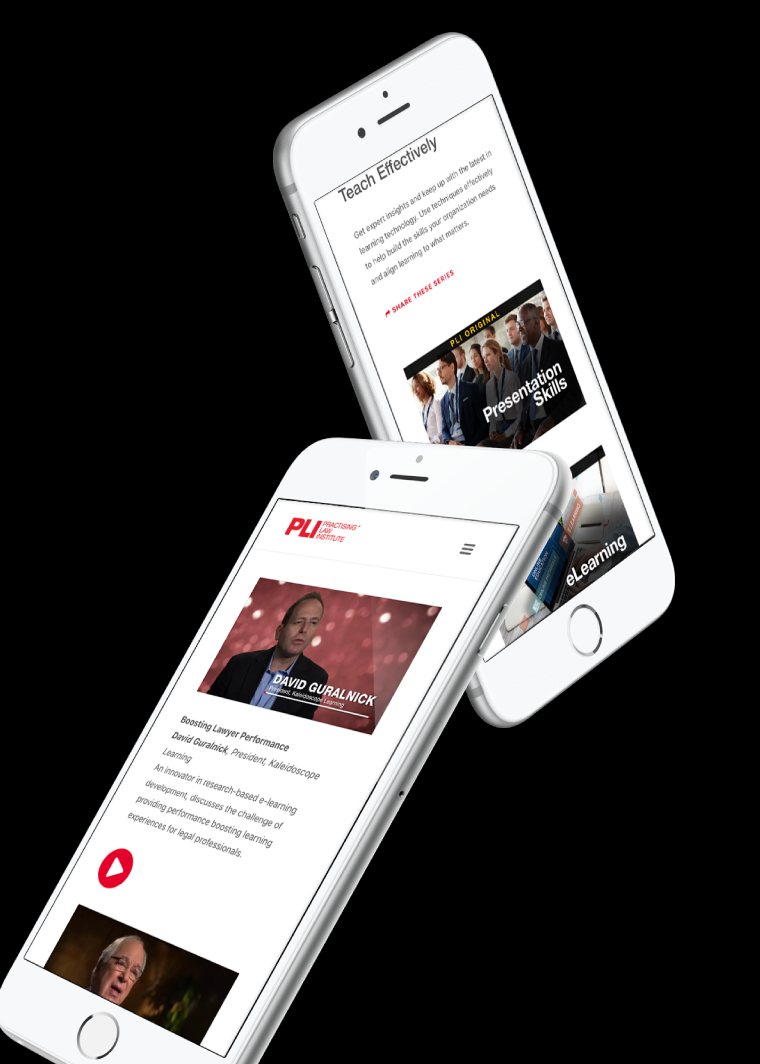 Teach Effectively
Get expert insights and keep up with the latest in
learning technology. Use techniques effectively
to help build the skills your organization needs
and align learning to what matters.
SHARE THESE SERIES
PLI ORIGINAL
Presentation
Skills
eLearning
PLI PRACTISING™
LAW
INSTITUTE
DAVID GURALNICK
President, Kaleidoscope Learning
Boosting Lawyer Performance
David Guralnick, President, Kaleidoscope
Learning
An innovator in research-based e-learning
development, discusses the challenge of
providing performance boosting learning
experiences for legal professionals.